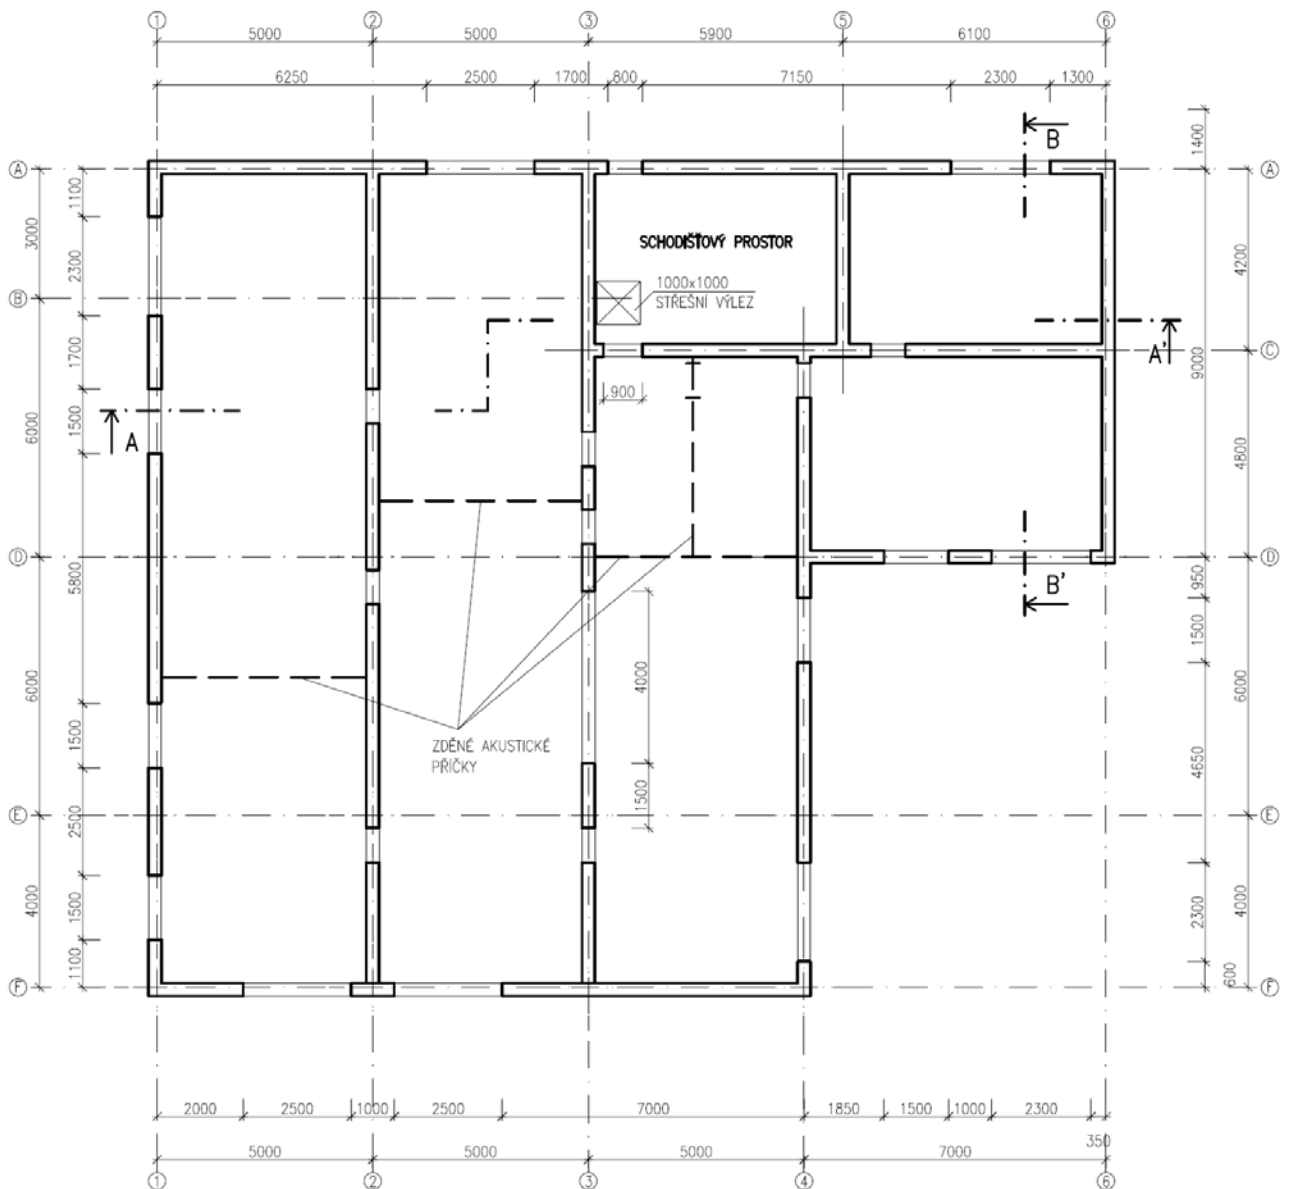 1 2 3 5 6
5000 5000 5900 6100
6250 2500 1700 800 7150 2300 1300
B
1400
A A
1100
3000
SCHODIŠŤOVÝ PROSTOR
4200
2300
1000x1000
B
STŘEŠNÍ VÝLEZ
1700
A'
C
9000
900
1500
A
6000
4800
D D
5800
B'
950
1500
4000
6000
6000
1500
ZDĚNÉ AKUSTICKÉ
PŘÍČKY
4650
1500
2500
E E
1500
4000
2300
4000
1100
600
F F
2000 2500 1000 2500 7000 1850 1500 1000 2300
350
5000 5000 5000 7000
1 2 3 4 6